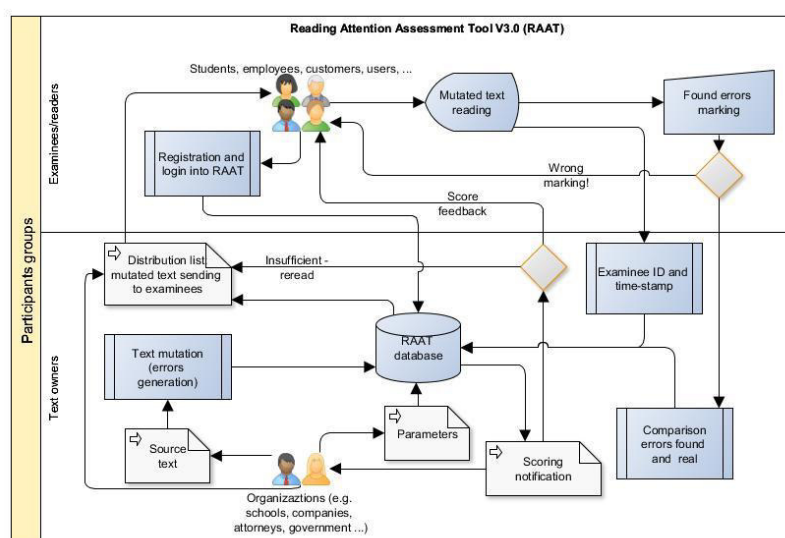 Reading Attention Assessment Tool V3.0 (RAAT)
Participants groups
Examinees/readers
Students, employees, customers, users, ...
Mutated text
reading
Found errors
marking
Registration and
login into RAAT
Wrong
marking!
Score
feedback
Text owners
Distribution list
mutated text sending
to examinees
Insufficient -
reread
Examinee ID and
time-stamp
RAAT
database
Text mutation
(errors
generation)
Source
text
Parameters
Scoring
notification
Comparison
errors found
and real
Organizaztions (e.g.
schools, companies,
attorneys, government ...)